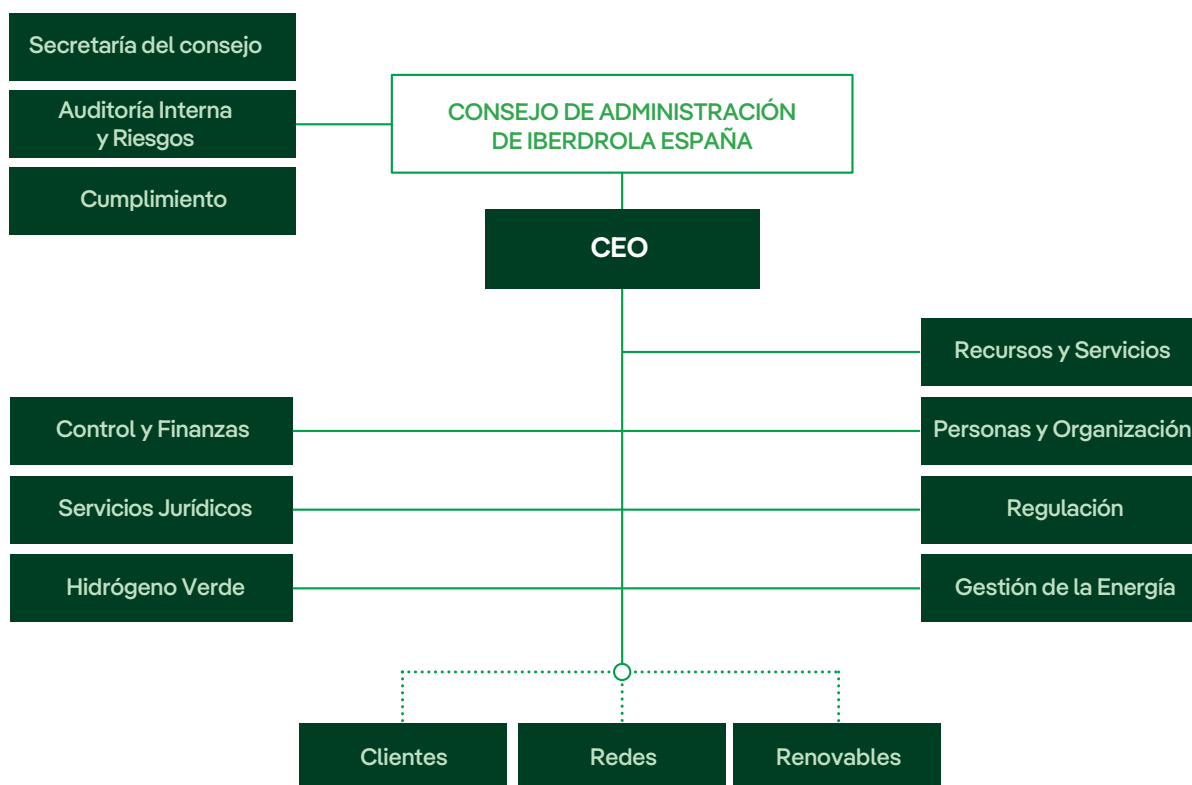 Secretaría del consejo
Auditoría Interna
y Riesgos
Cumplimiento
CONSEJO DE ADMINISTRACIÓN
DE IBERDROLA ESPAÑA
CEO
Recursos y Servicios
Control y Finanzas
Personas y Organización
Servicios Jurídicos
Regulación
Hidrógeno Verde
Gestión de la Energía
Clientes
Redes
Renovables